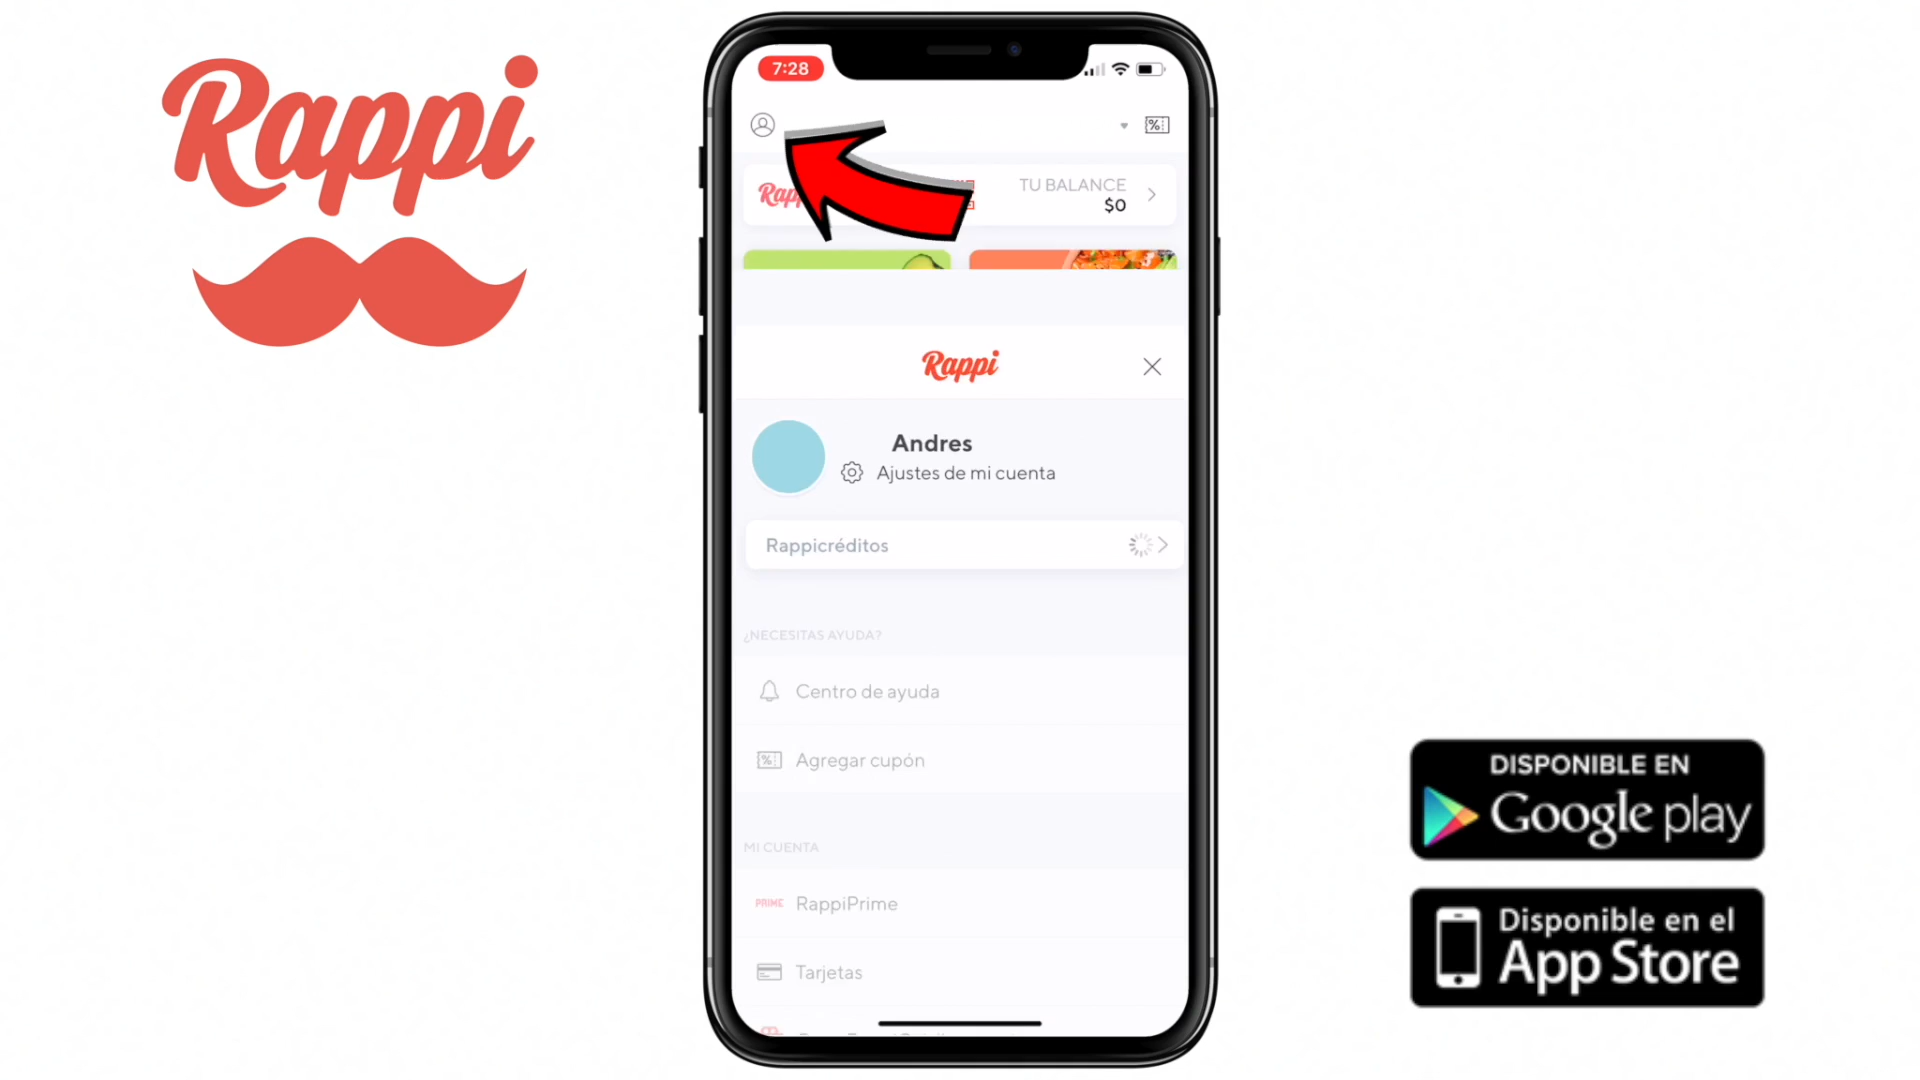 Rappi
7:28
%
Rap
TU BALANCE
$0
Rappi
Andres
Ajustes de mi cuenta
Rappicréditos
¿NECESITAS AYUDA?
Centro de ayuda
% Agregar cupón
MI CUENTA
PRIME RappiPrime
Tarjetas
DISPONIBLE EN
Google play
Disponible en el
App Store